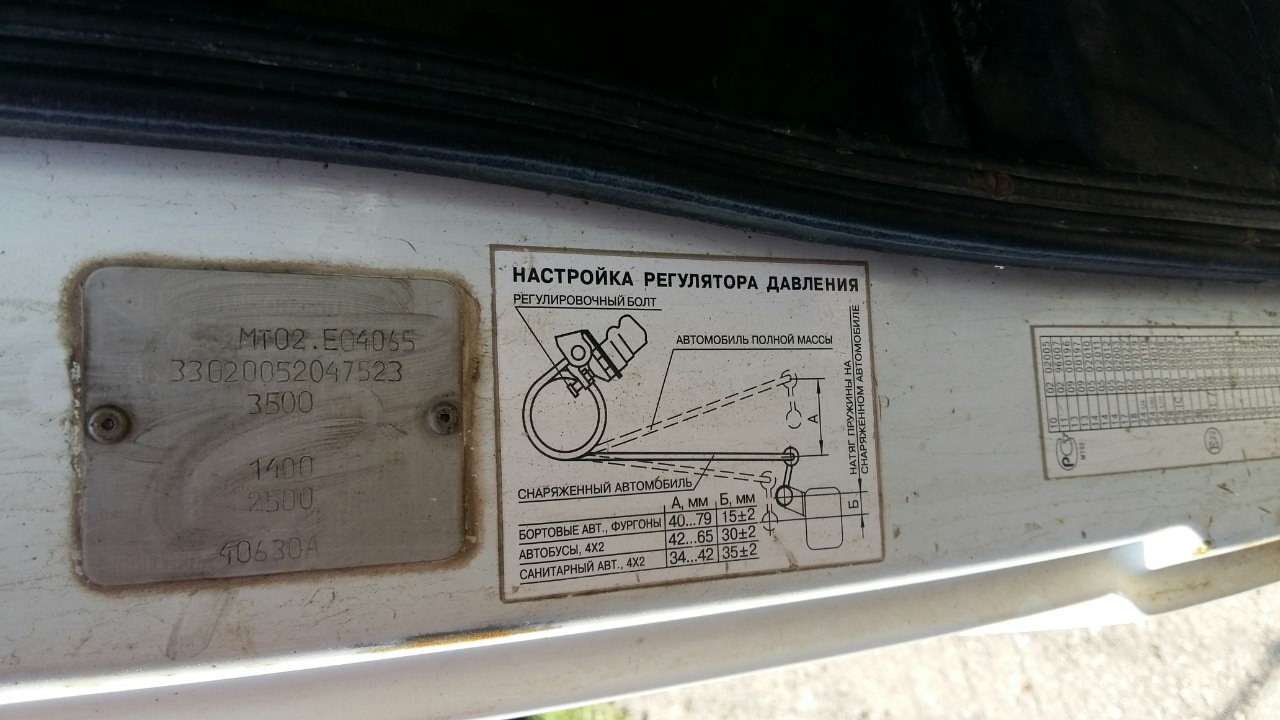 МТ02.Е04065
33020052047523
3500
1400
2500
40630А
НАСТРОЙКА РЕГУЛЯТОРА ДАВЛЕНИЯ
РЕГУЛИРОВОЧНЫЙ БОЛТ
АВТОМОБИЛЬ ПОЛНОЙ МАССЫ
А
НАТЯГ ПРУЖИНЫ НА
СНАРЯЖЕННОМ АВТОМОБИЛЕ
Б
СНАРЯЖЕННЫЙ АВТОМОБИЛЬ
А, мм Б, мм
БОРТОВЫЕ АВТ., ФУРГОНЫ 40...79 15±2
АВТОБУСЫ, 4Х2 42...65 30±2
САНИТАРНЫЙ АВТ., 4Х2 34...42 35±2
МТ02
Е22